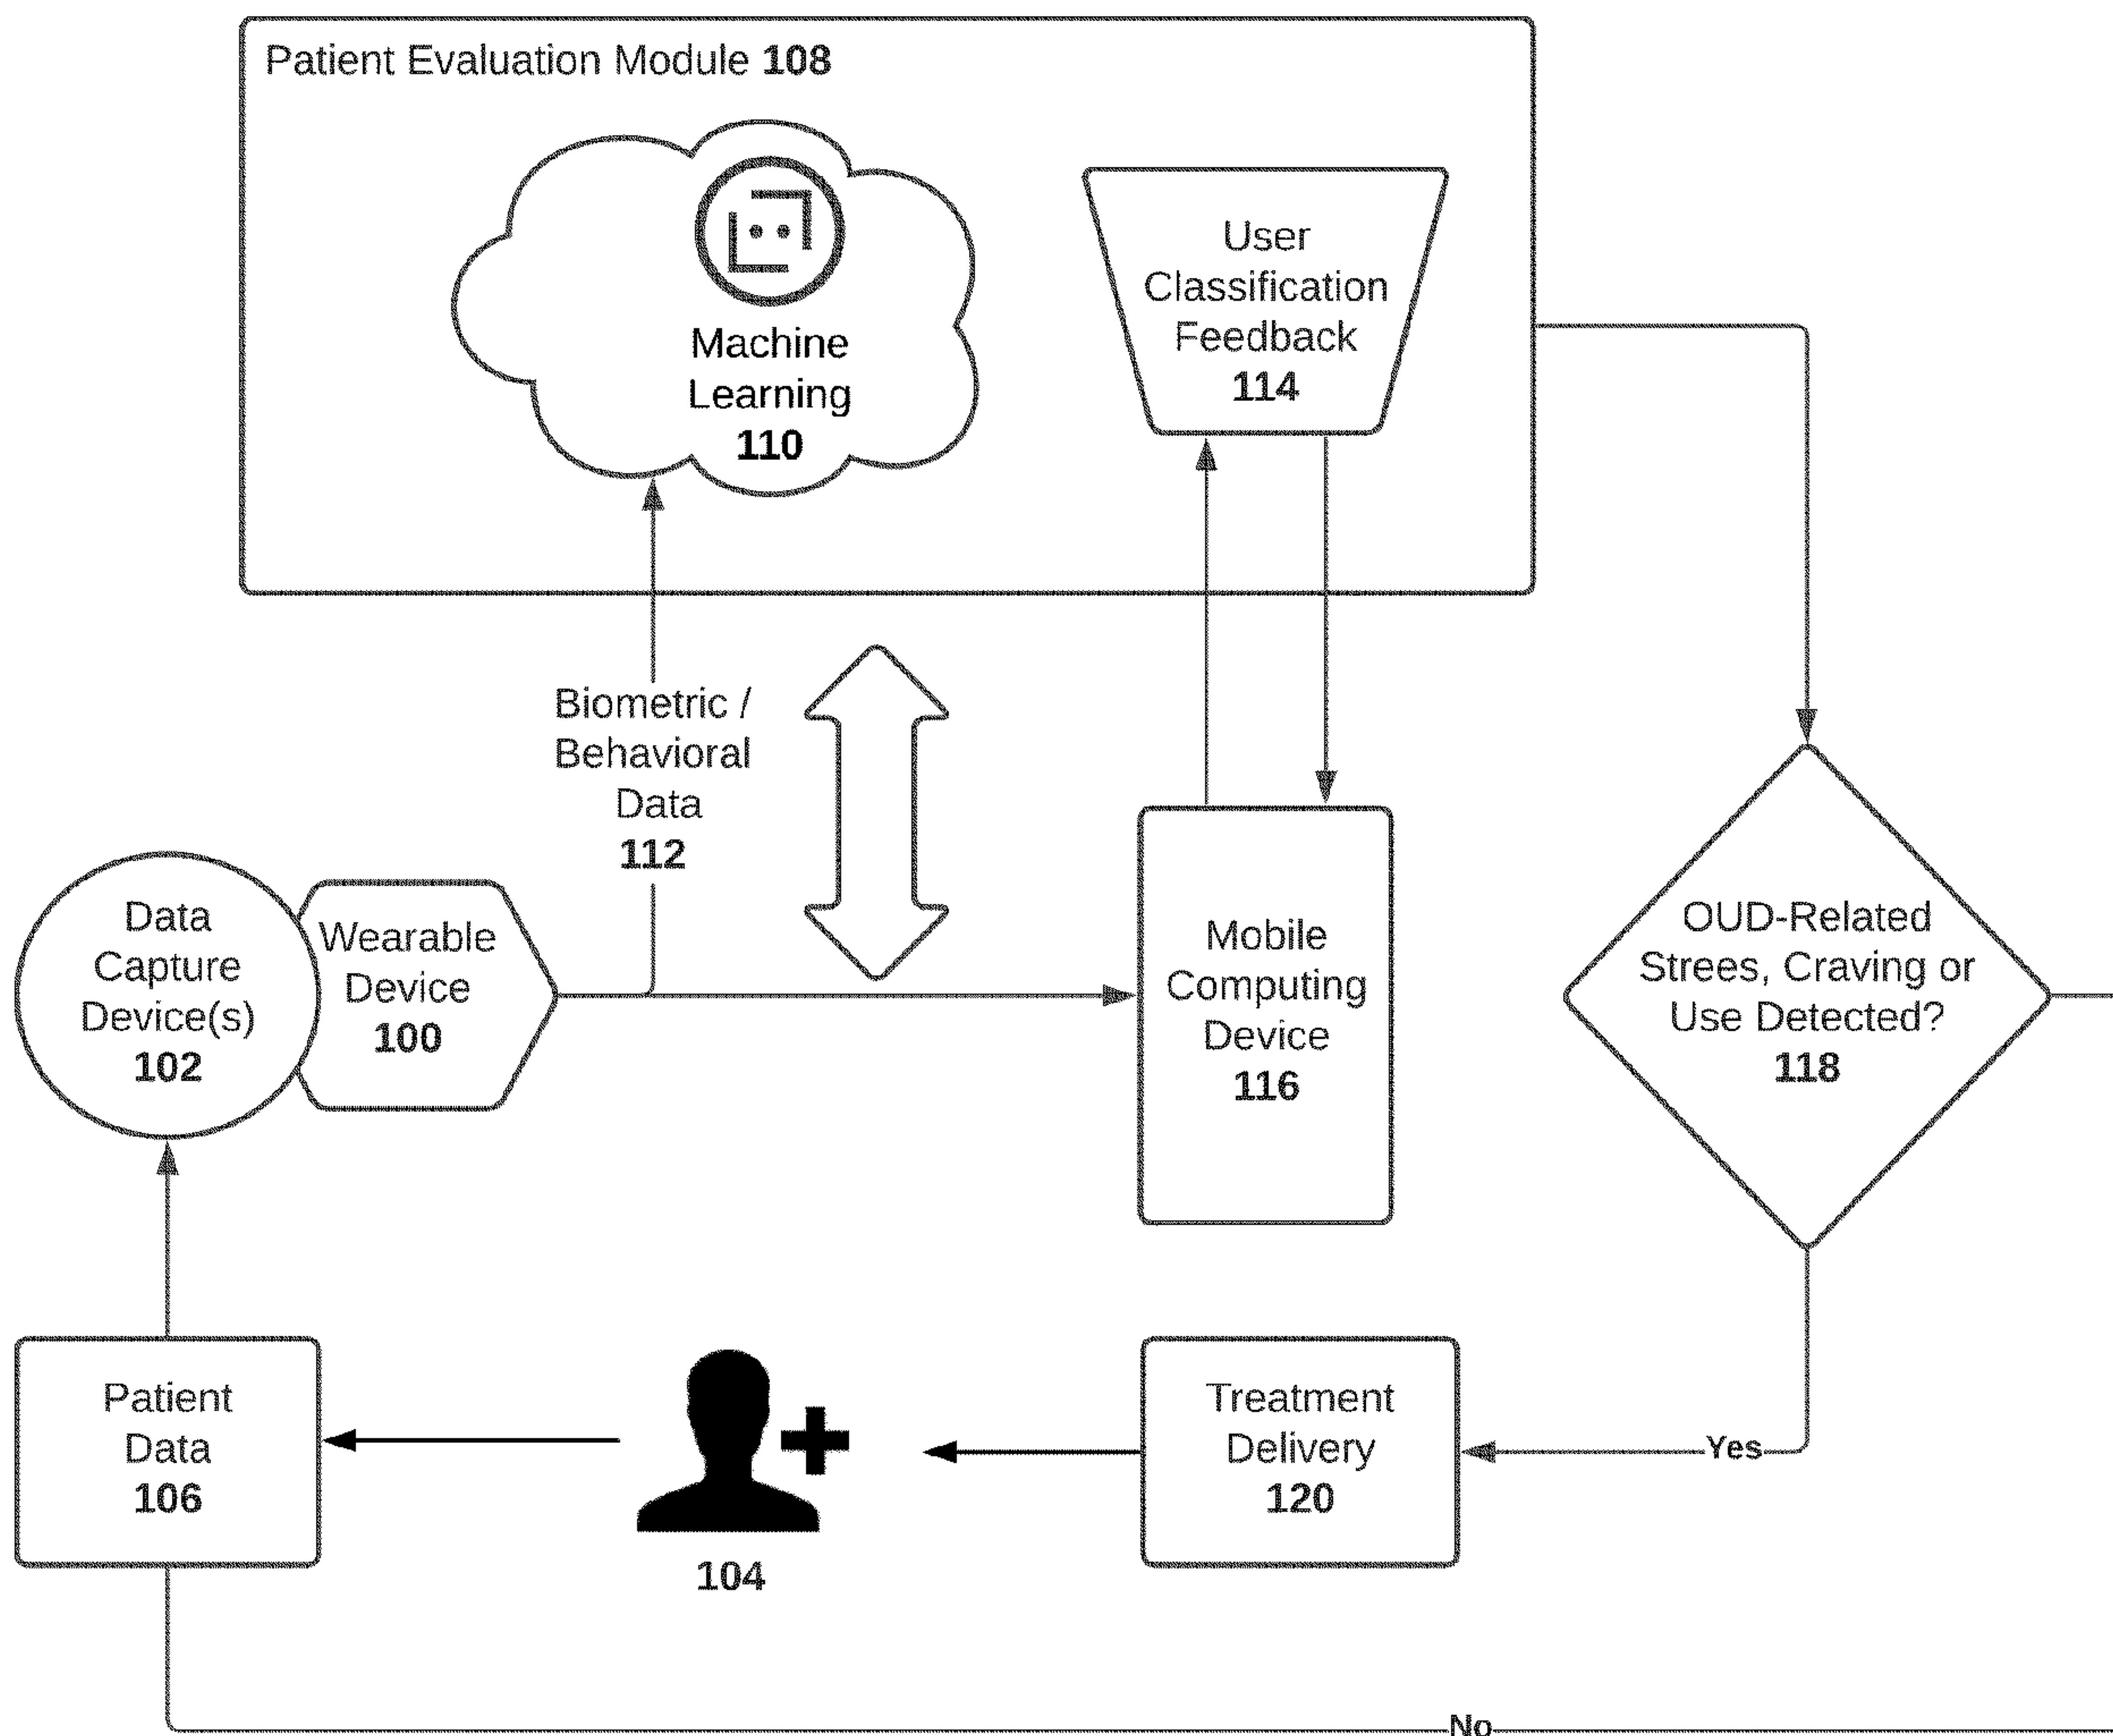 Patient Evaluation Module 108
Machine
Learning
110
User
Classification
Feedback
114
Biometric /
Behavioral
Data
112
Data
Capture
Device(s)
102
Wearable
Device
100
Mobile
Computing
Device
116
OUD-Related
Strees, Craving or
Use Detected?
118
Patient
Data
106
104
Treatment
Delivery
120
Yes
No